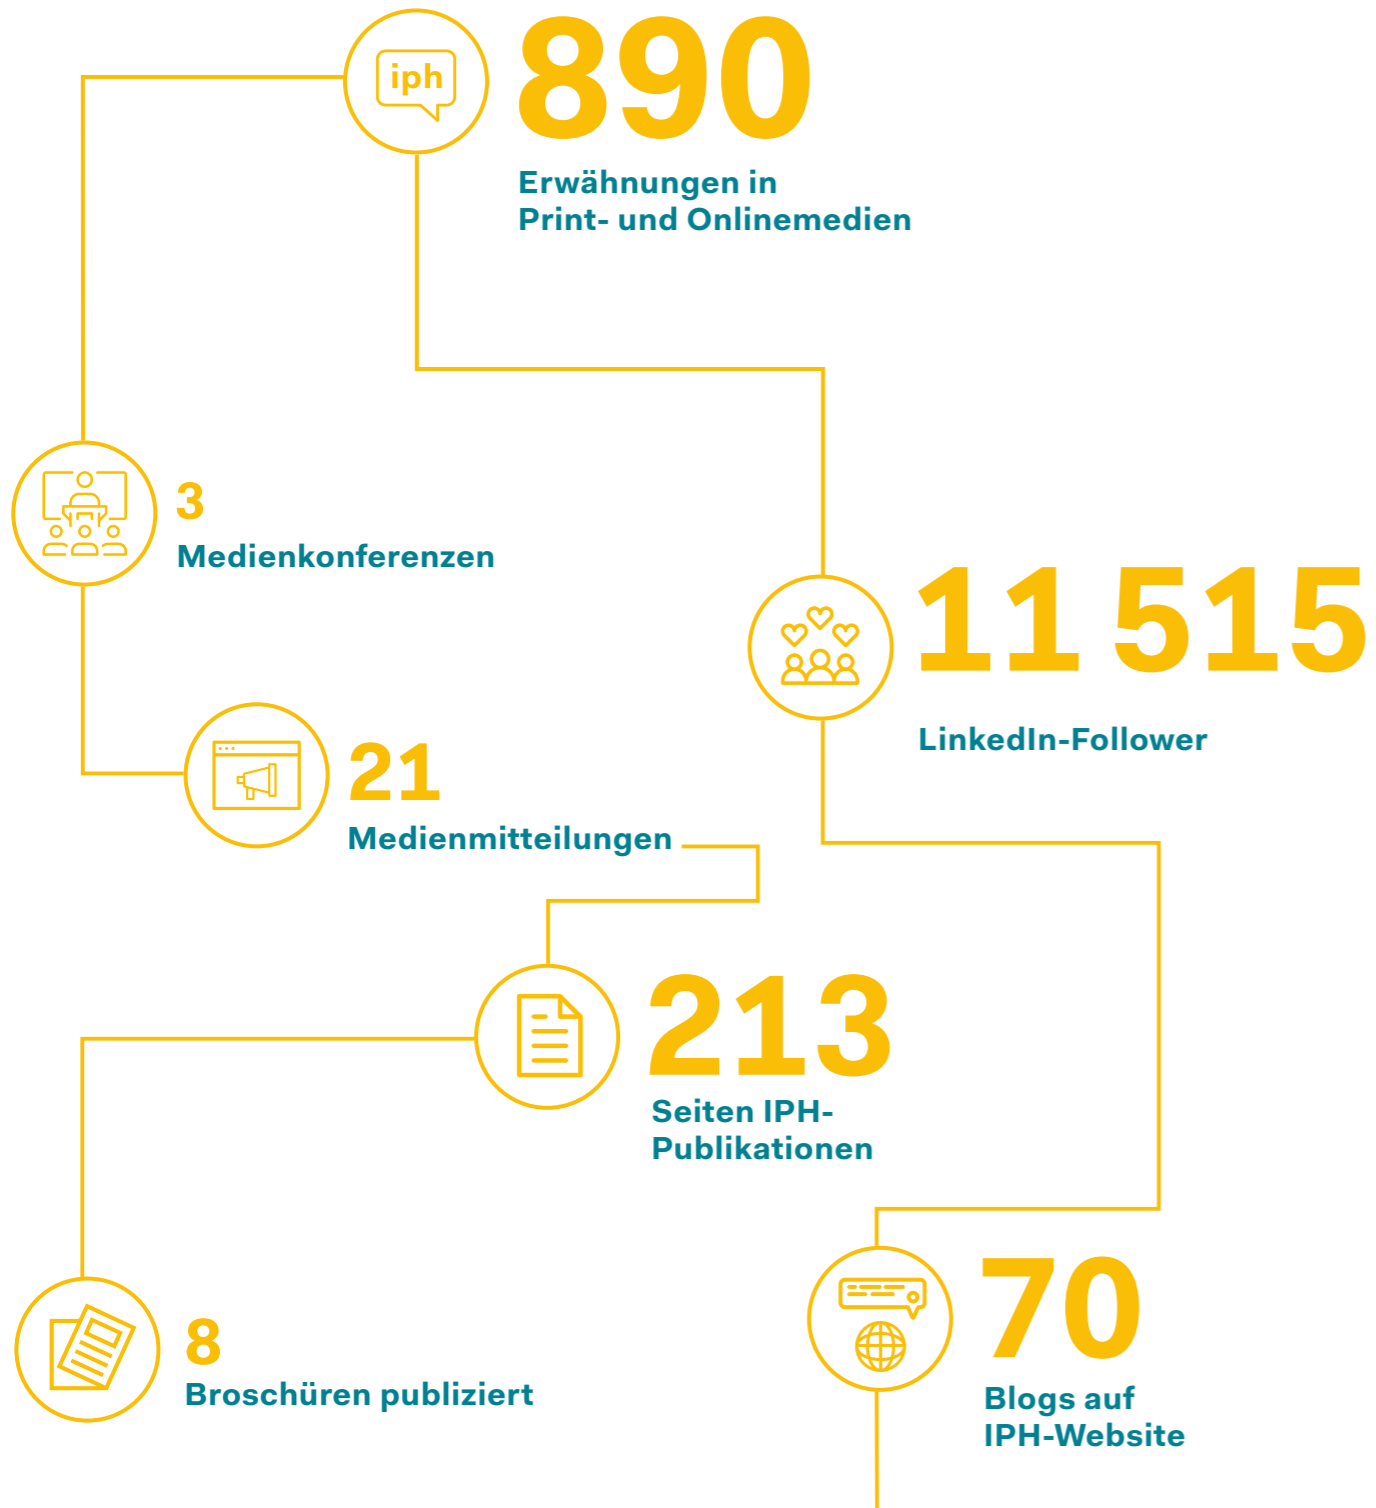 iph
890
Erwähnungen in
Print- und Onlinemedien
3
Medienkonferenzen
11 515
LinkedIn-Follower
21
Medienmitteilungen
213
Seiten IPH-
Publikationen
70
Blogs auf
IPH-Website
8
Broschüren publiziert